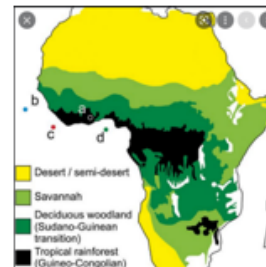 b
a
c
d
Desert / semi-desert
Savannah
Deciduous woodland
(Sudano-Guinean
transition)
Tropical rainforest
(Guineo-Congolian)